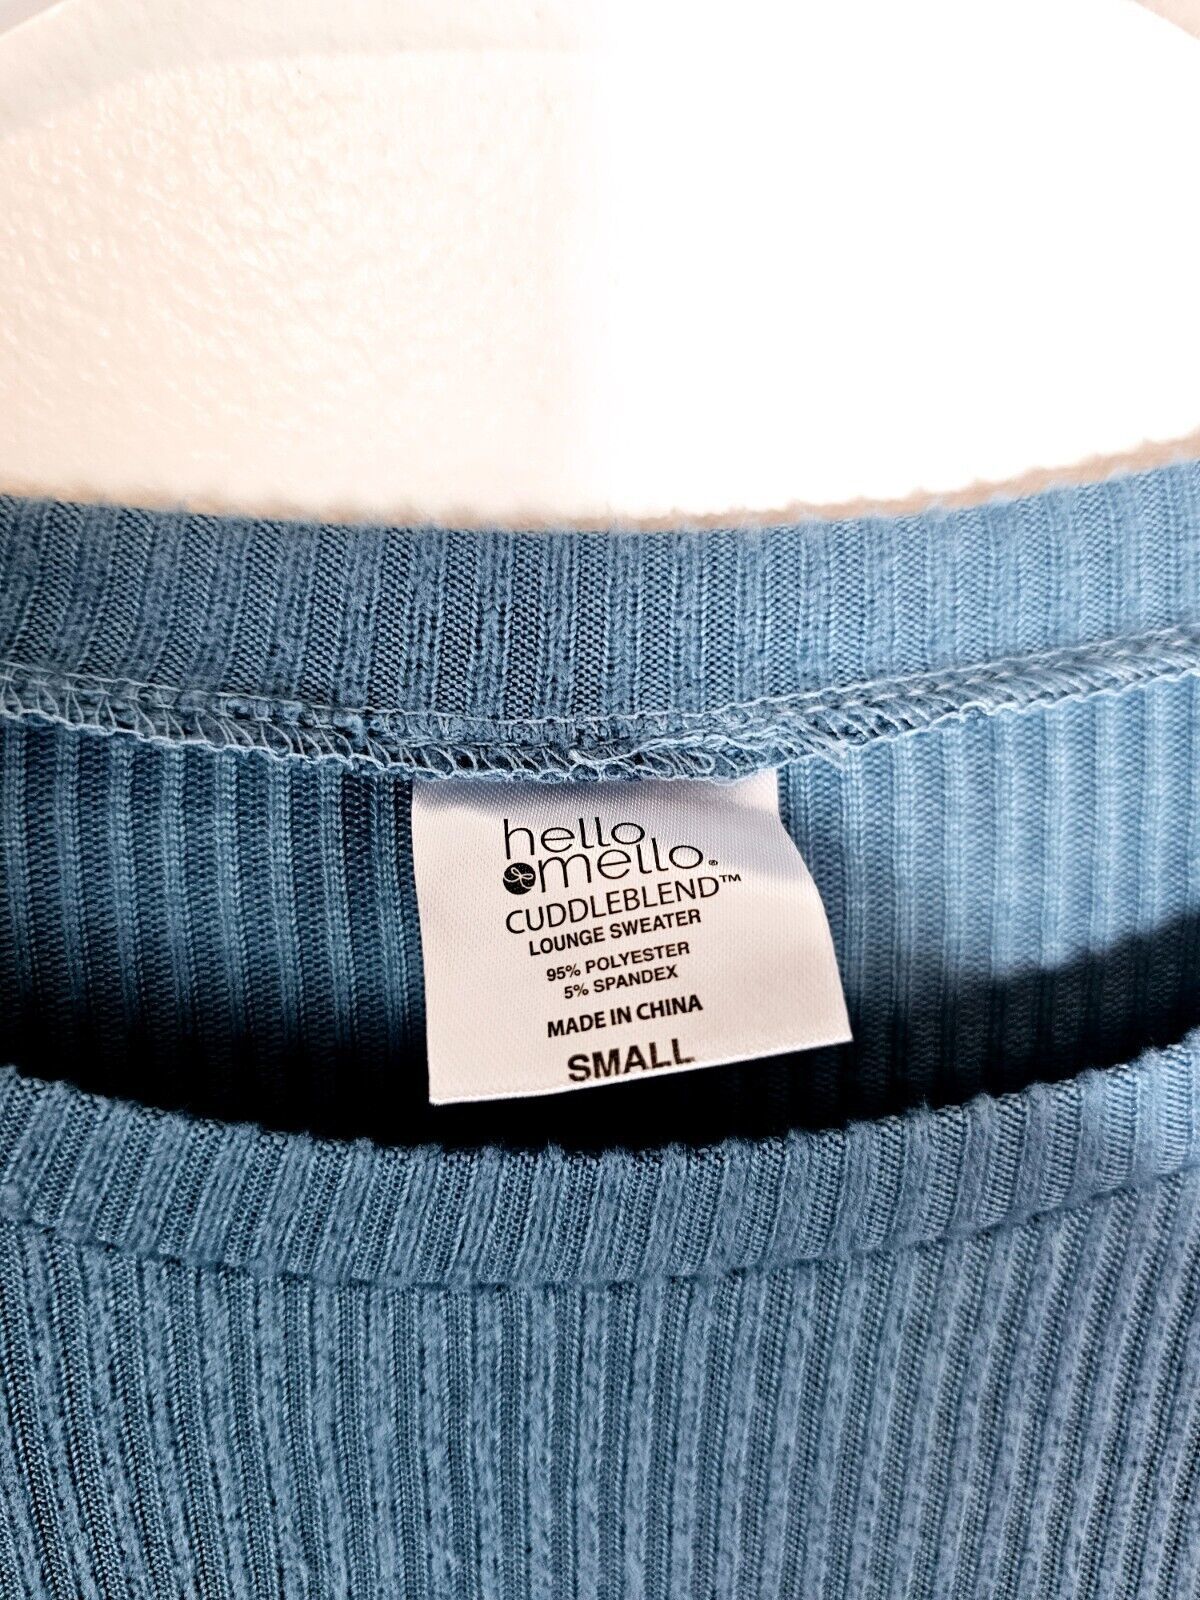 hello
mello®
CUDDLEBLEND™
LOUNGE SWEATER
95% POLYESTER
5% SPANDEX
MADE IN CHINA
SMALL